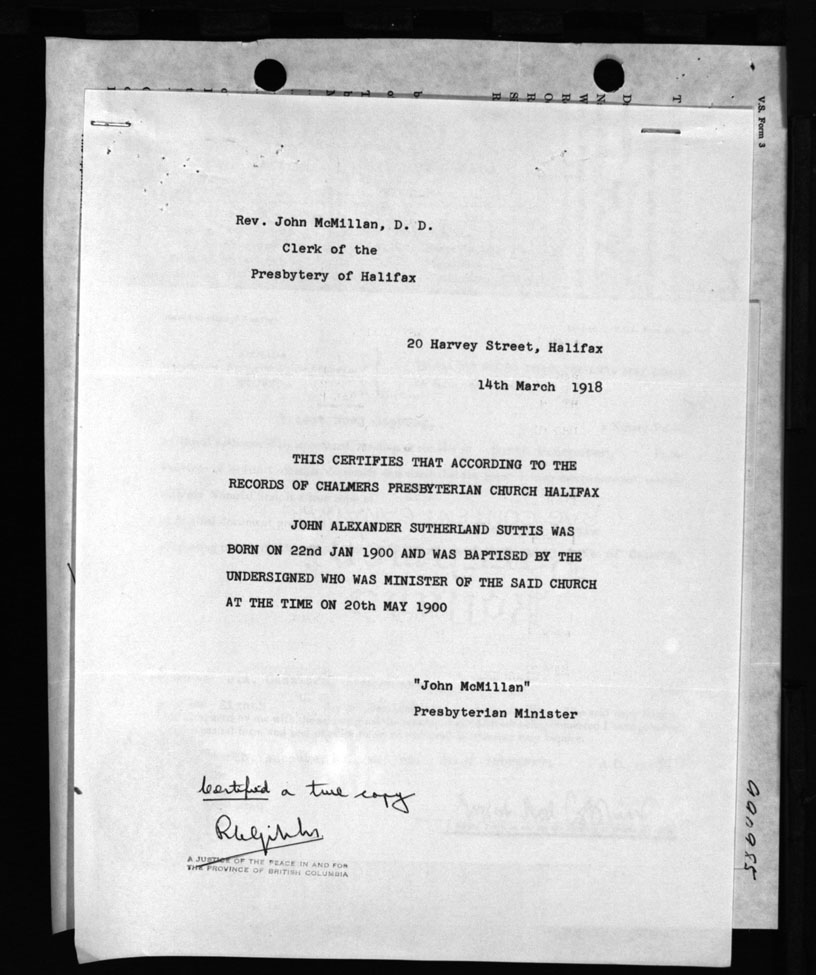 V.S. Form 3
Rev. John McMillan, D. D.
Clerk of the
Presbytery of Halifax
20 Harvey Street, Halifax
14th March 1918
THIS CERTIFIES THAT ACCORDING TO THE
RECORDS OF CHALMERS PRESBYTERIAN CHURCH HALIFAX
JOHN ALEXANDER SUTHERLAND SUTTIS WAS
BORN ON 22nd JAN 1900 AND WAS BAPTISED BY THE
UNDERSIGNED WHO WAS MINISTER OF THE SAID CHURCH
AT THE TIME ON 20th MAY 1900
"John McMillan"
Presbyterian Minister
Certified a true copy
A JUSTICE OF THE PEACE IN AND FOR
THE PROVINCE OF BRITISH COLUMBIA